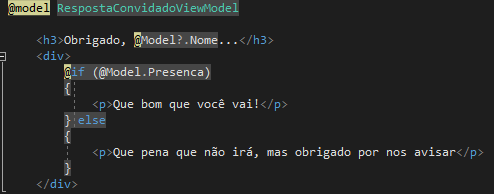 @model RespostaConvidadoViewModel
<h3>Obrigado, @Model?.Nome...</h3>
<div>
@if (@Model.Presenca)
{
<p>Que bom que você vai!</p>
} else
{
<p>Que pena que não irá, mas obrigado por nos avisar</p>
}
</div>